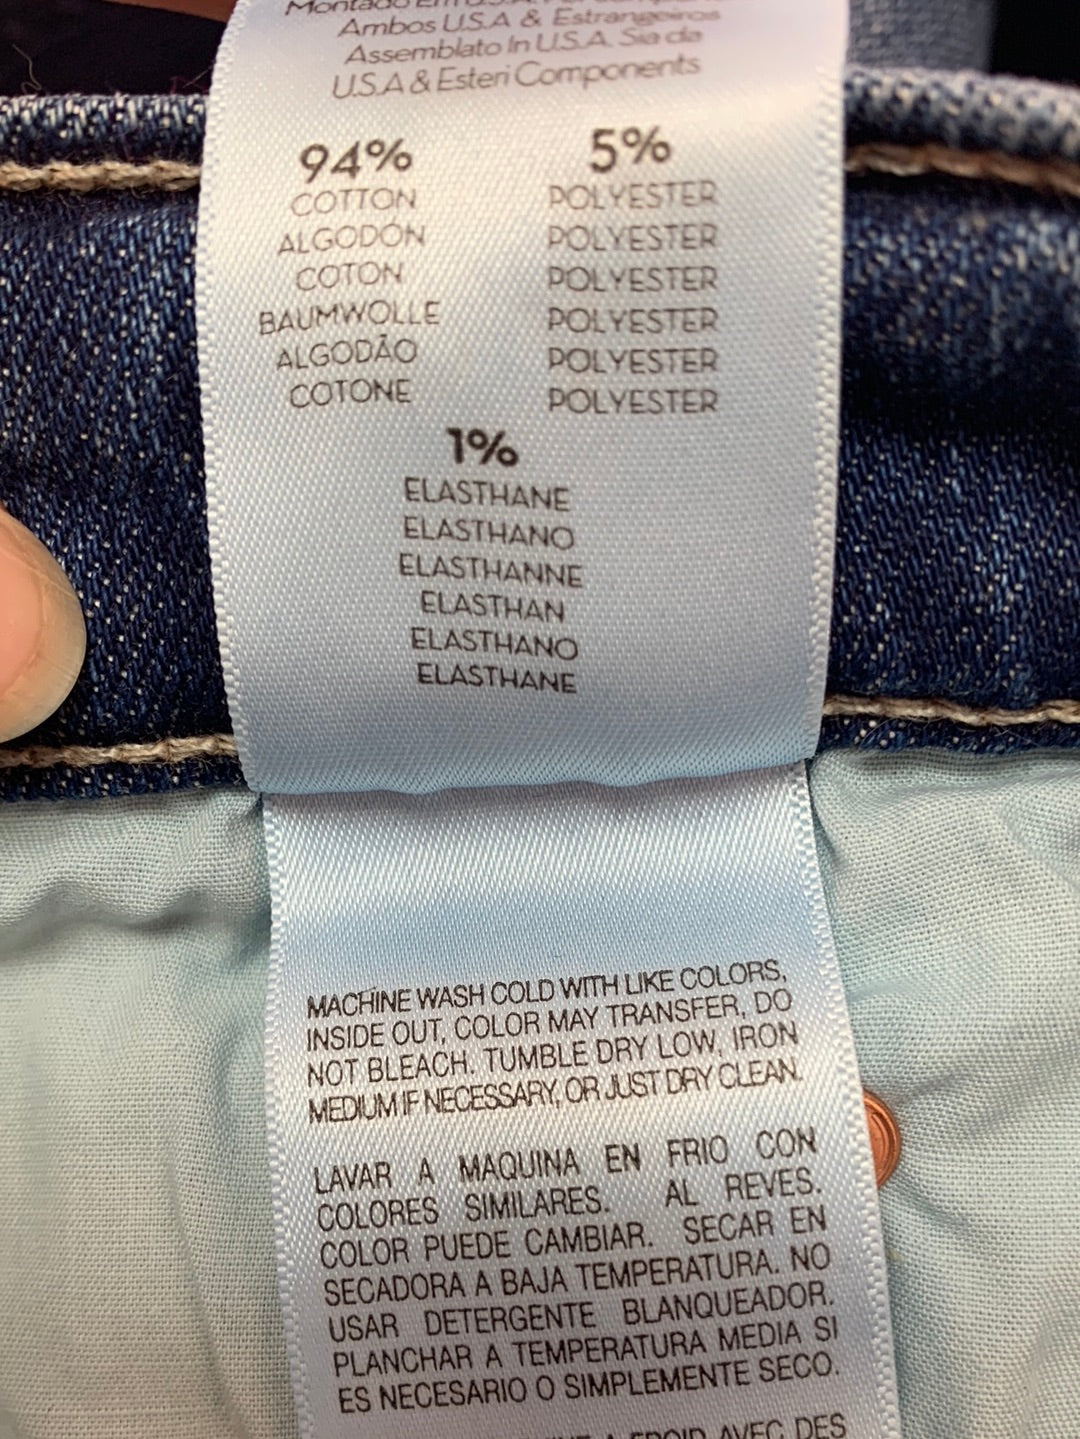 Ambos U.S.A & Estrangeiros
Assemblato In U.S.A. Sia da
U.S.A & Esteri Components
94%
COTTON
ALGODÓN
COTON
BAUMWOLLE
ALGODÃO
COTONE
5%
POLYESTER
POLYESTER
POLYESTER
POLYESTER
POLYESTER
POLYESTER
1%
ELASTHANE
ELASTHANO
ELASTHANNE
ELASTHAN
ELASTHANO
ELASTHANE
MACHINE WASH COLD WITH LIKE COLORS,
INSIDE OUT, COLOR MAY TRANSFER, DO
NOT BLEACH. TUMBLE DRY LOW, IRON
MEDIUM IF NECESSARY, OR JUST DRY CLEAN.
LAVAR A MAQUINA EN FRIO CON
COLORES SIMILARES. AL REVES.
COLOR PUEDE CAMBIAR. SECAR EN
SECADORA A BAJA TEMPERATURA. NO
USAR DETERGENTE BLANQUEADOR.
PLANCHAR A TEMPERATURA MEDIA SI
ES NECESARIO O SIMPLEMENTE SECO.
A FROID AVEC DES